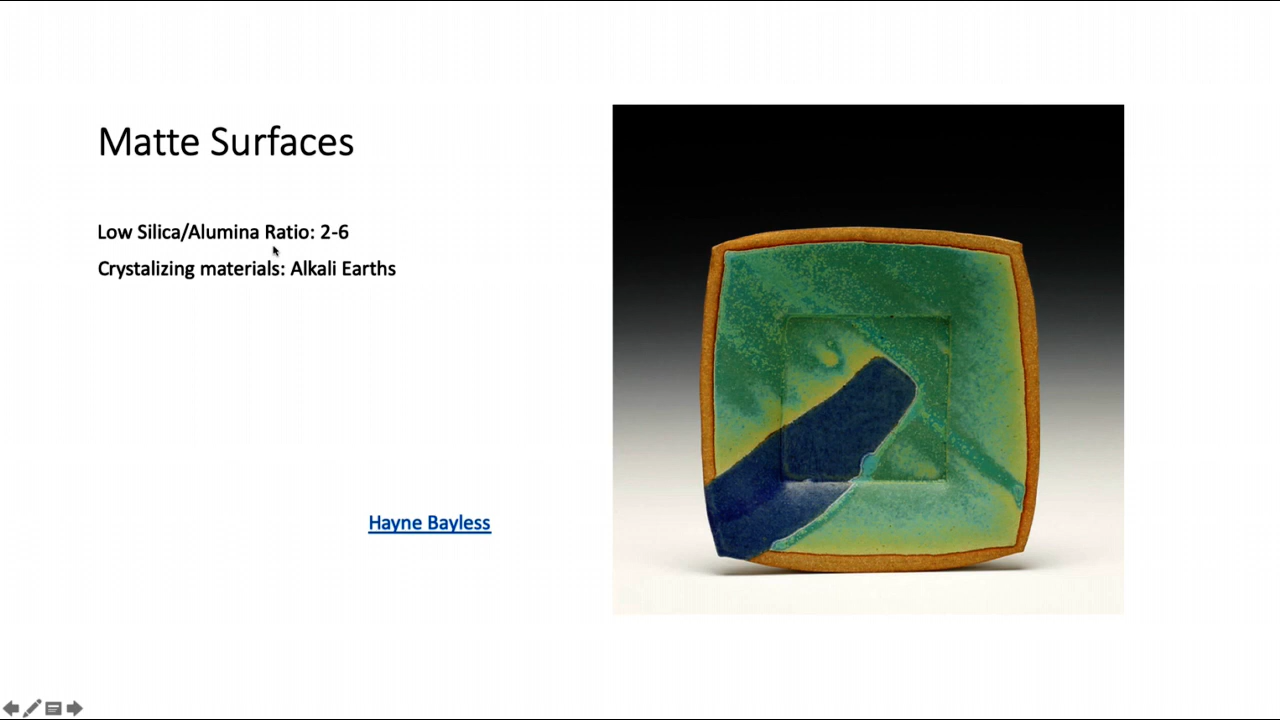 Matte Surfaces
Low Silica/Alumina Ratio: 2-6
Crystalizing materials: Alkali Earths
Hayne Bayless